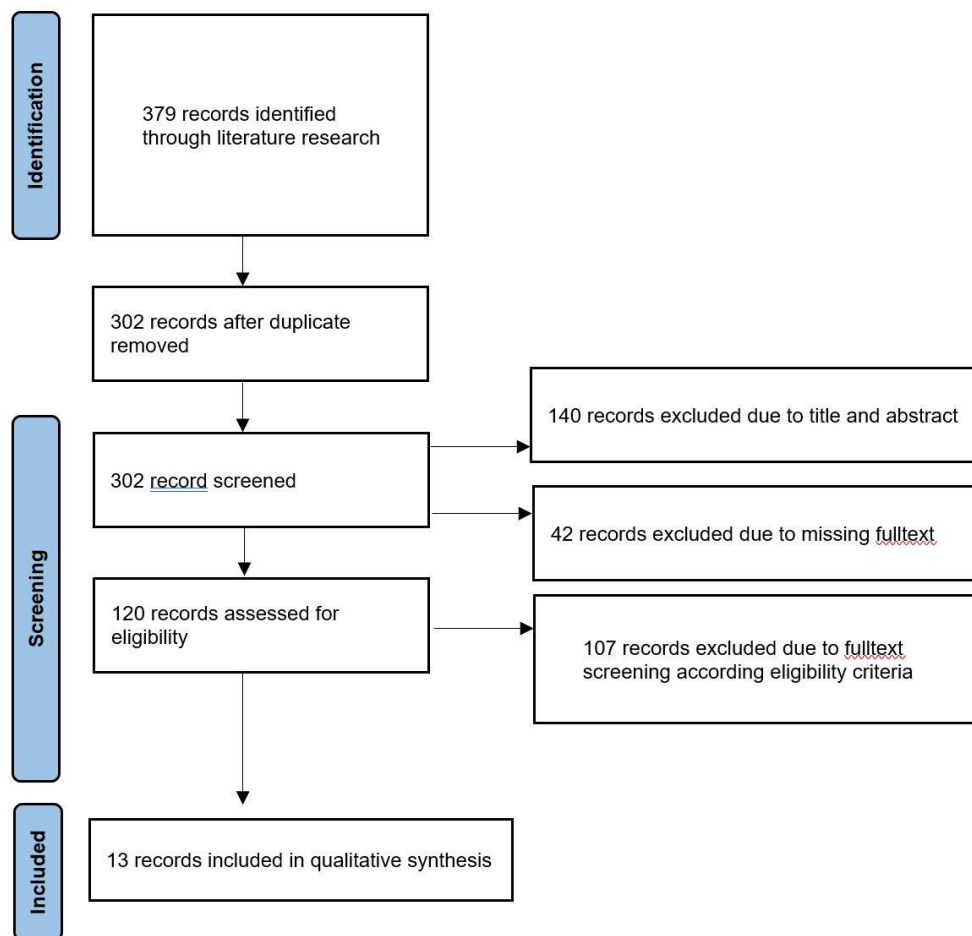 Identification
379 records identified
through literature research
302 records after duplicate
removed
140 records excluded due to title and abstract
Screening
302 record screened
42 records excluded due to missing fulltext
120 records assessed for
eligibility
107 records excluded due to fulltext
screening according eligibility criteria
Included
13 records included in qualitative synthesis